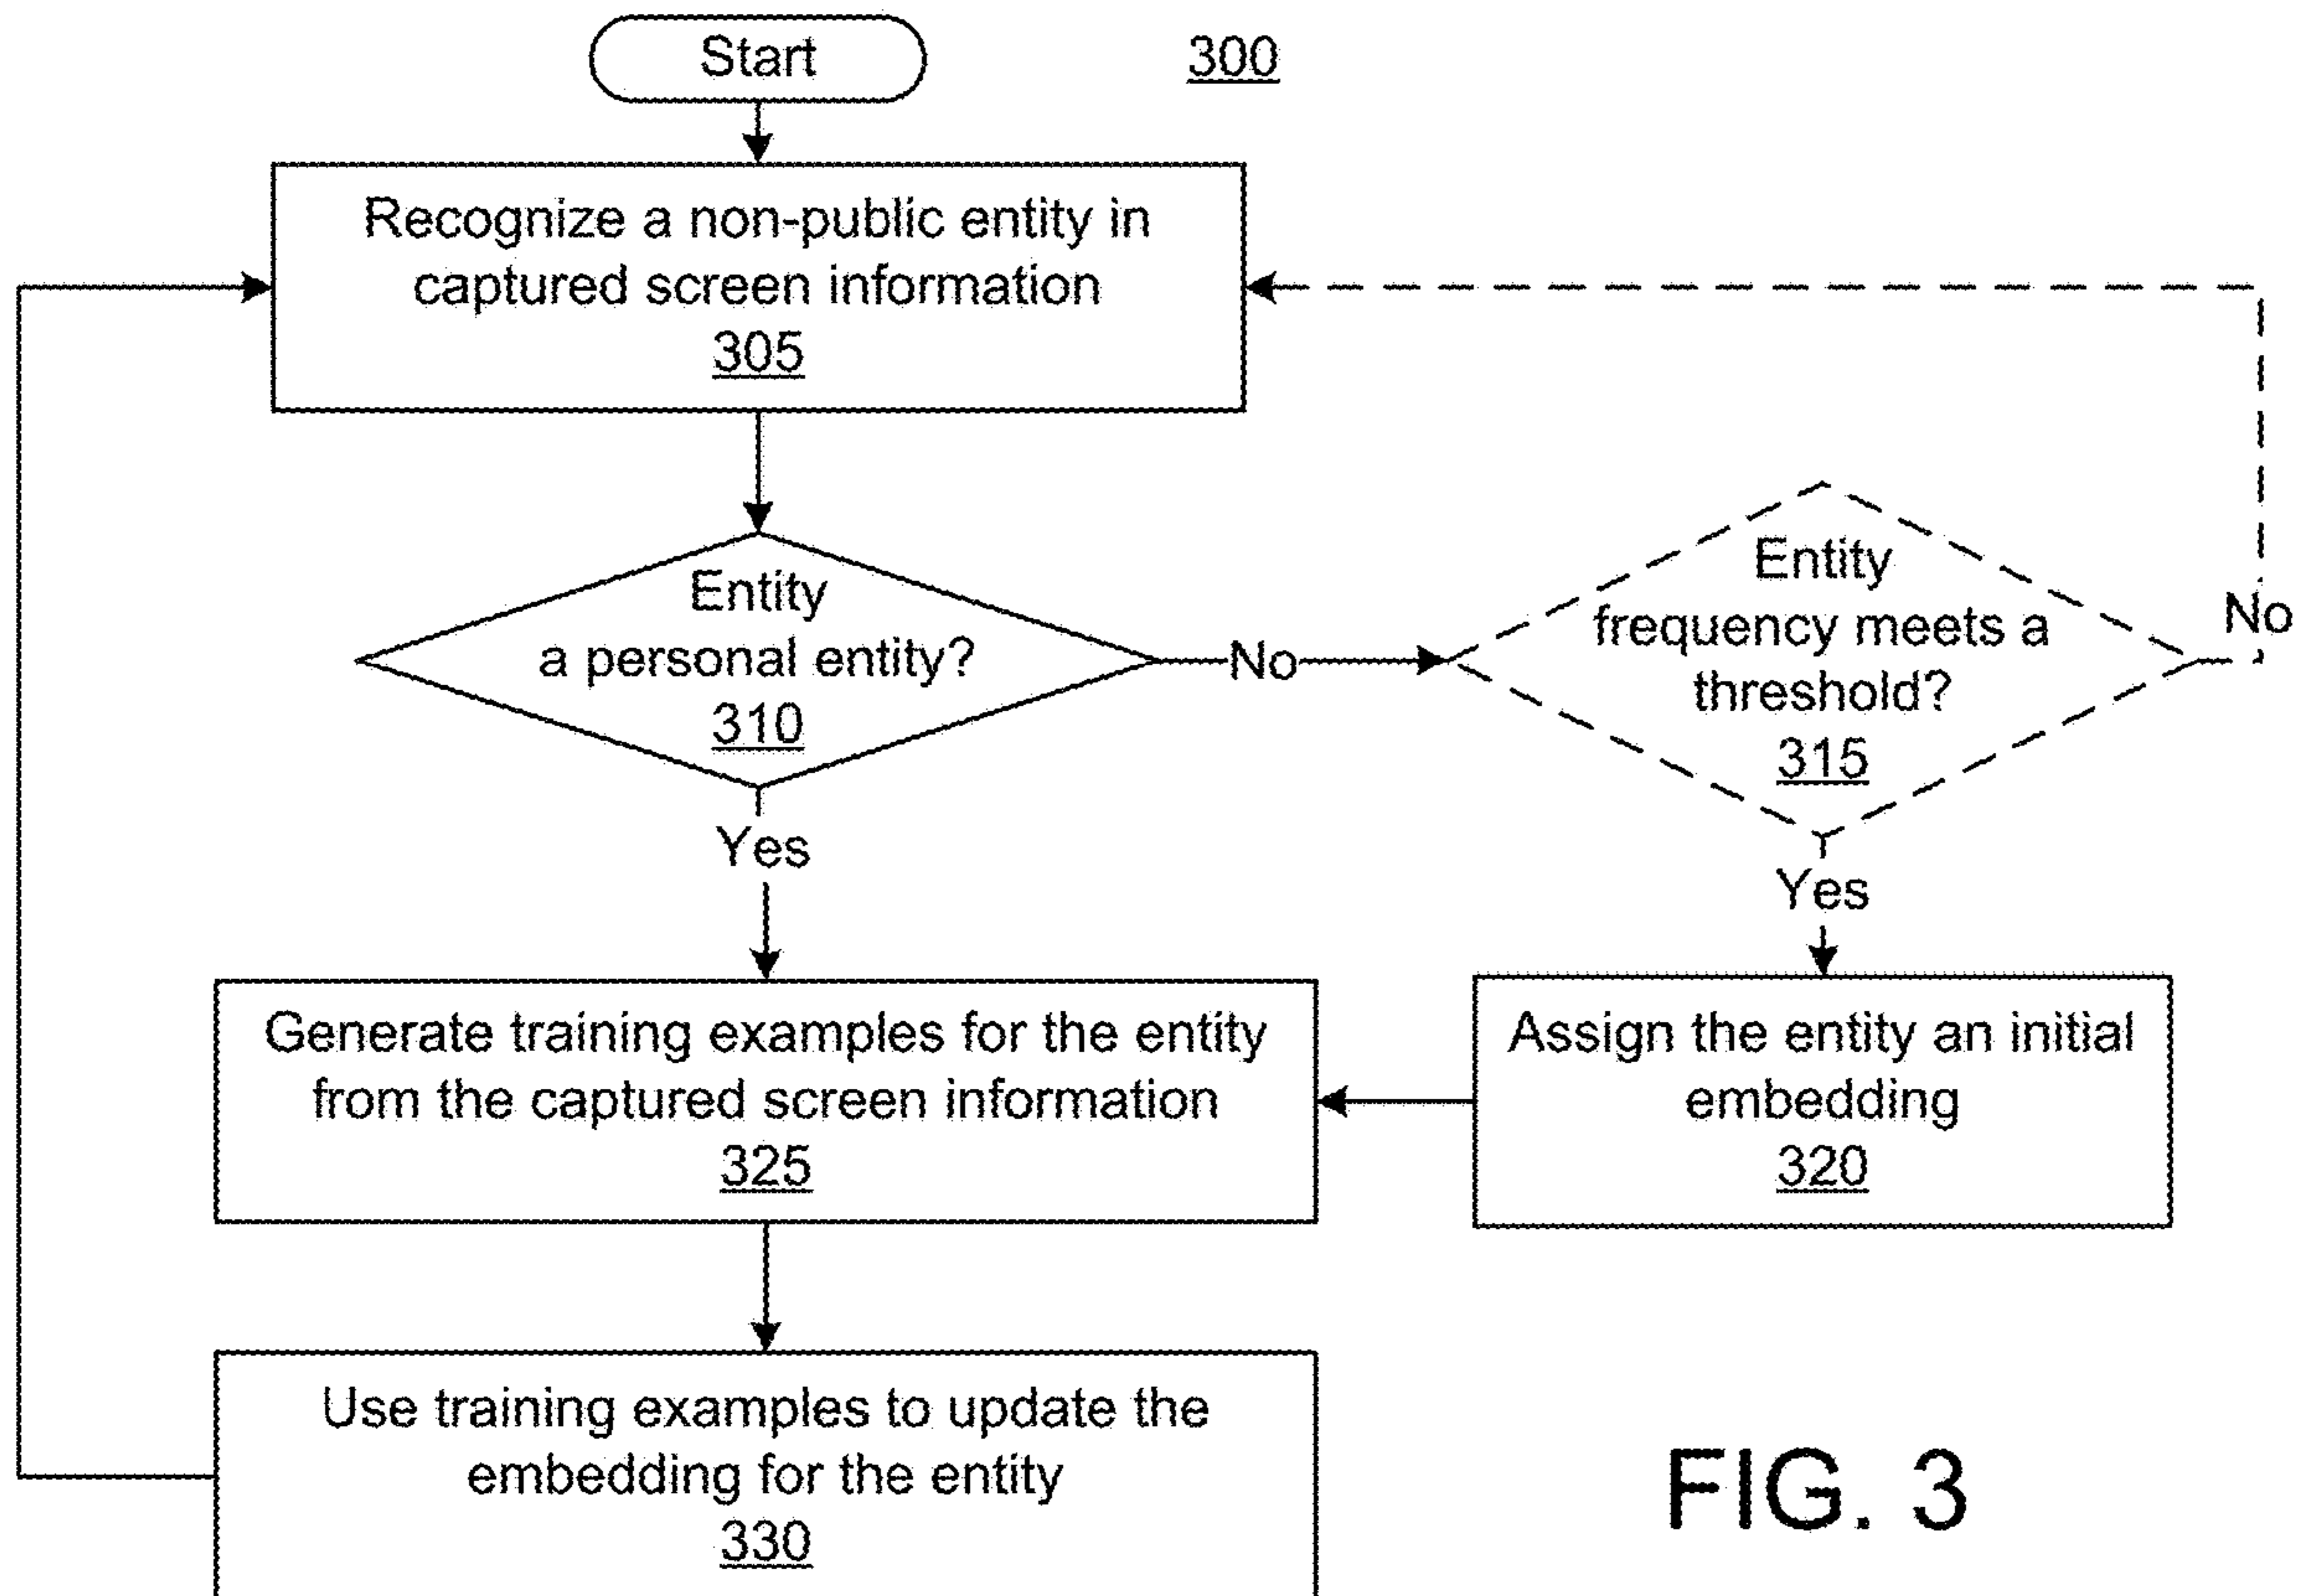 Start
300
Recognize a non-public entity in
captured screen information
305
Entity
a personal entity?
310
No
Entity
frequency meets a
threshold?
315
No
Yes
Yes
Generate training examples for the entity
from the captured screen information
325
Assign the entity an initial
embedding
320
Use training examples to update the
embedding for the entity
330
FIG. 3